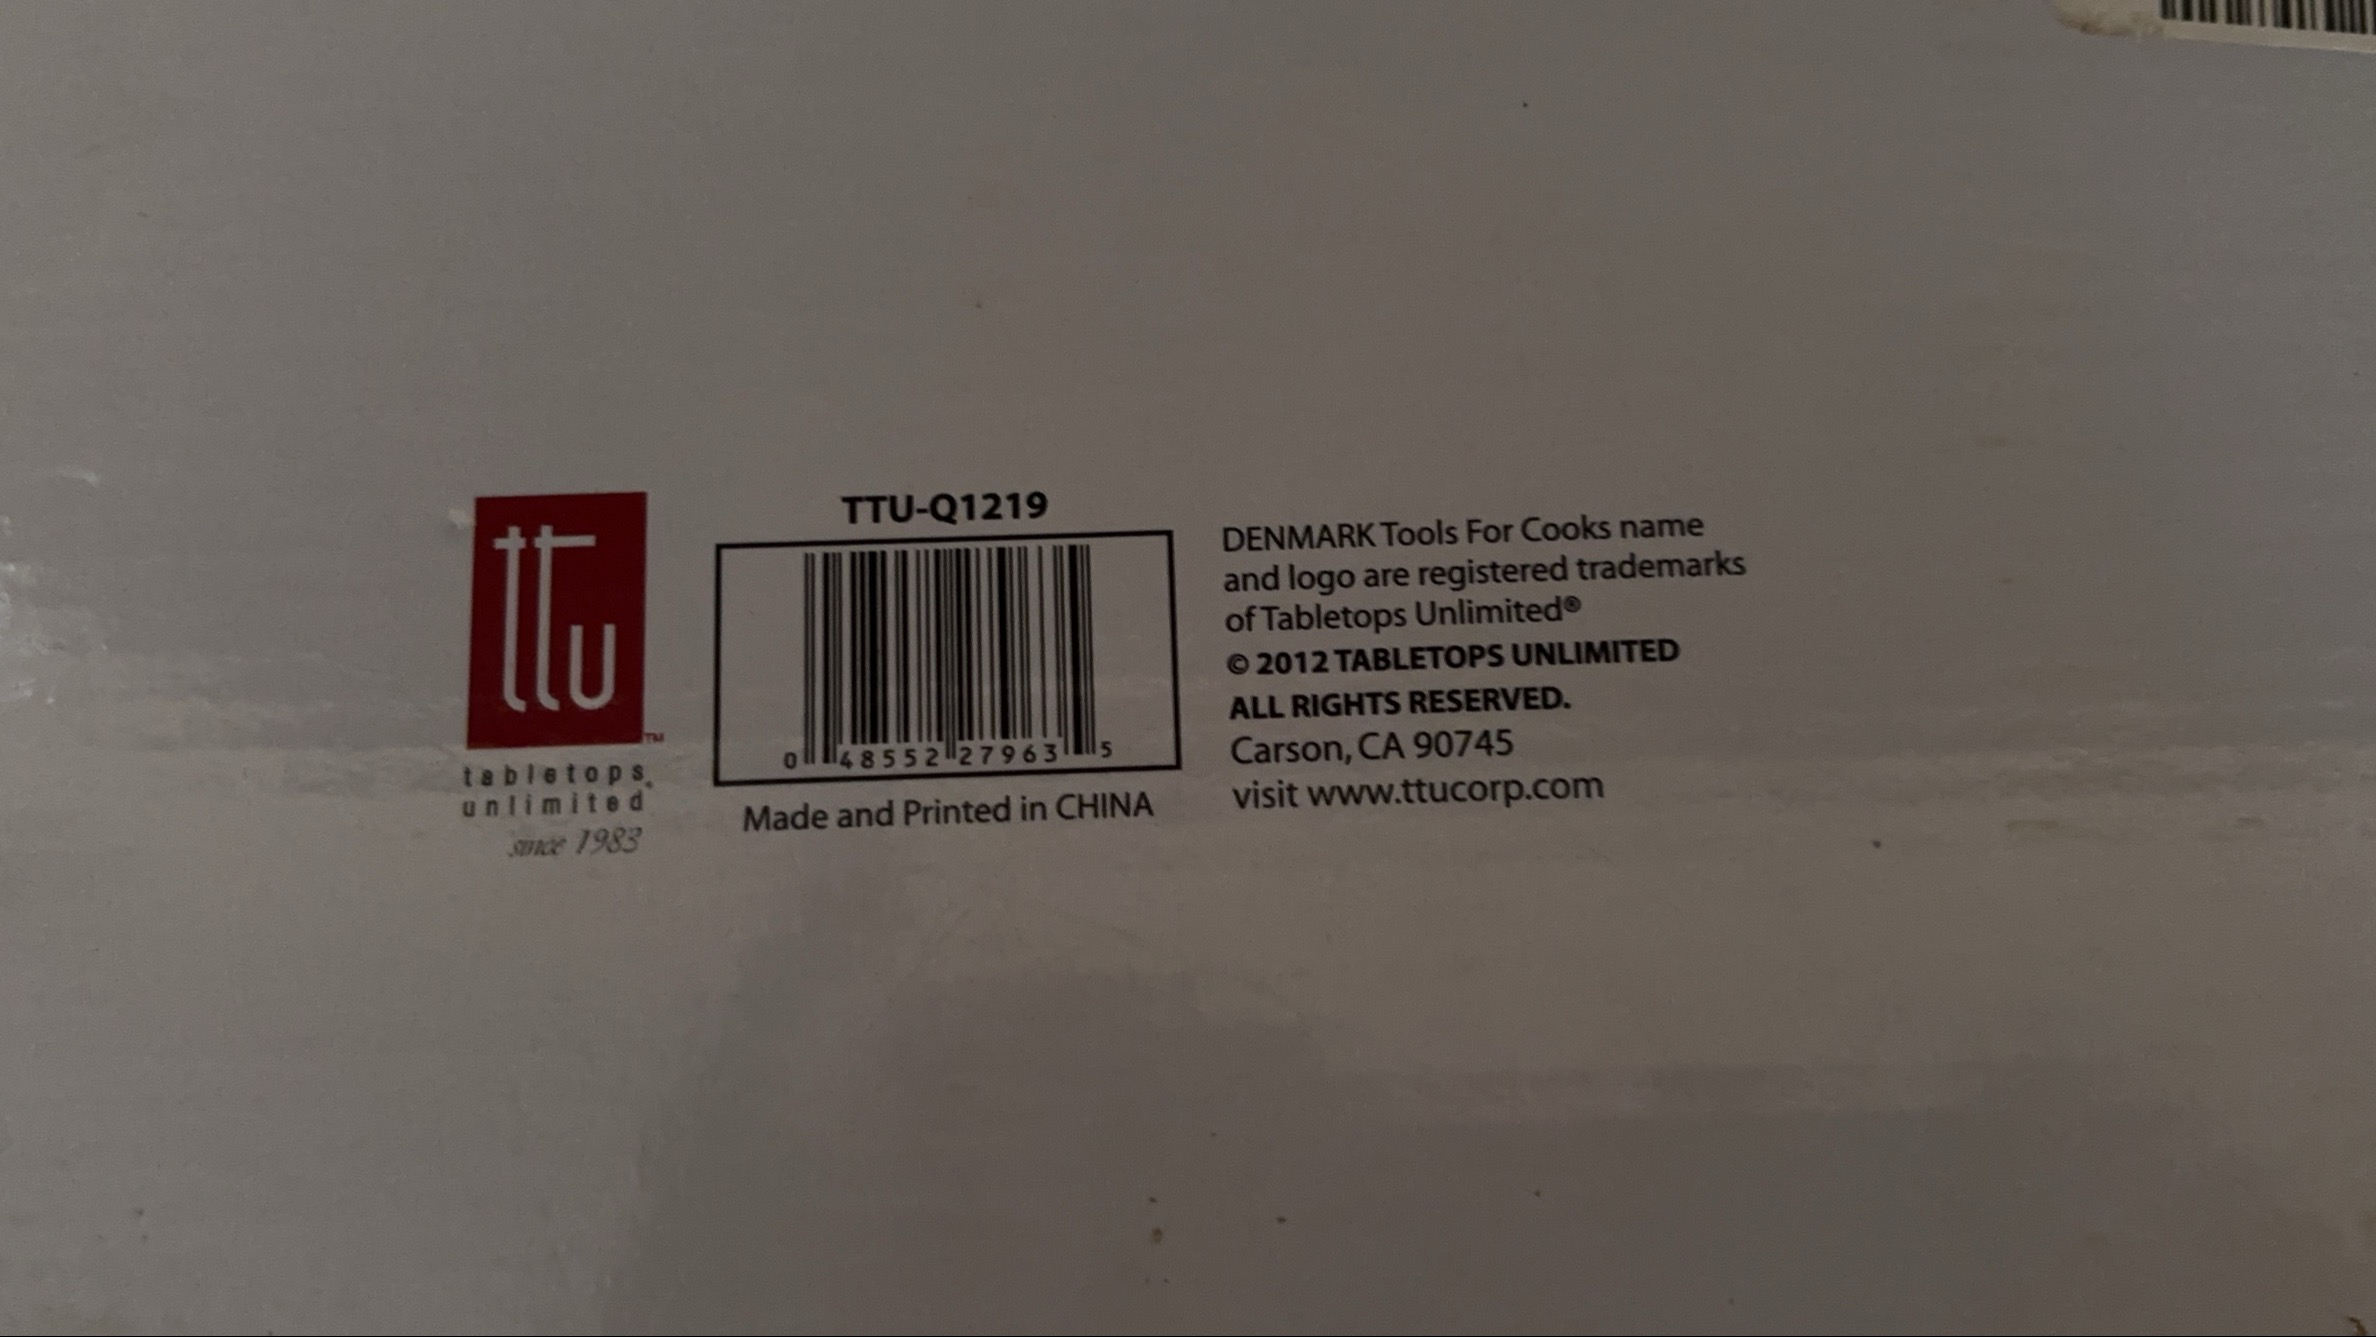 ttu
TM
tabletops
unlimited
since 1983
TTU-Q1219
0 48552 27963 5
Made and Printed in CHINA
DENMARK Tools For Cooks name
and logo are registered trademarks
of Tabletops Unlimited®
© 2012 TABLETOPS UNLIMITED
ALL RIGHTS RESERVED.
Carson, CA 90745
visit www.ttucorp.com